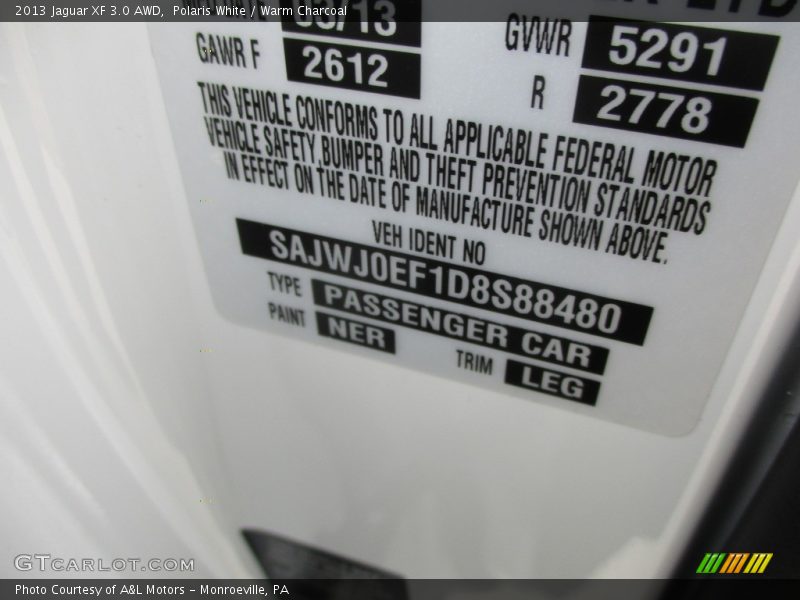 2013 Jaguar XF 3.0 AWD, Polaris White / Warm Charcoal
03/13
GVWR 5291
GAWR F 2612 R 2778
THIS VEHICLE CONFORMS TO ALL APPLICABLE FEDERAL MOTOR
VEHICLE SAFETY, BUMPER AND THEFT PREVENTION STANDARDS
IN EFFECT ON THE DATE OF MANUFACTURE SHOWN ABOVE.
VEH IDENT NO
SAJWJ0EF1D8S88480
TYPE PASSENGER CAR
PAINT NER TRIM LEG
GTCARLOT.COM
Photo Courtesy of A&L Motors – Monroeville, PA